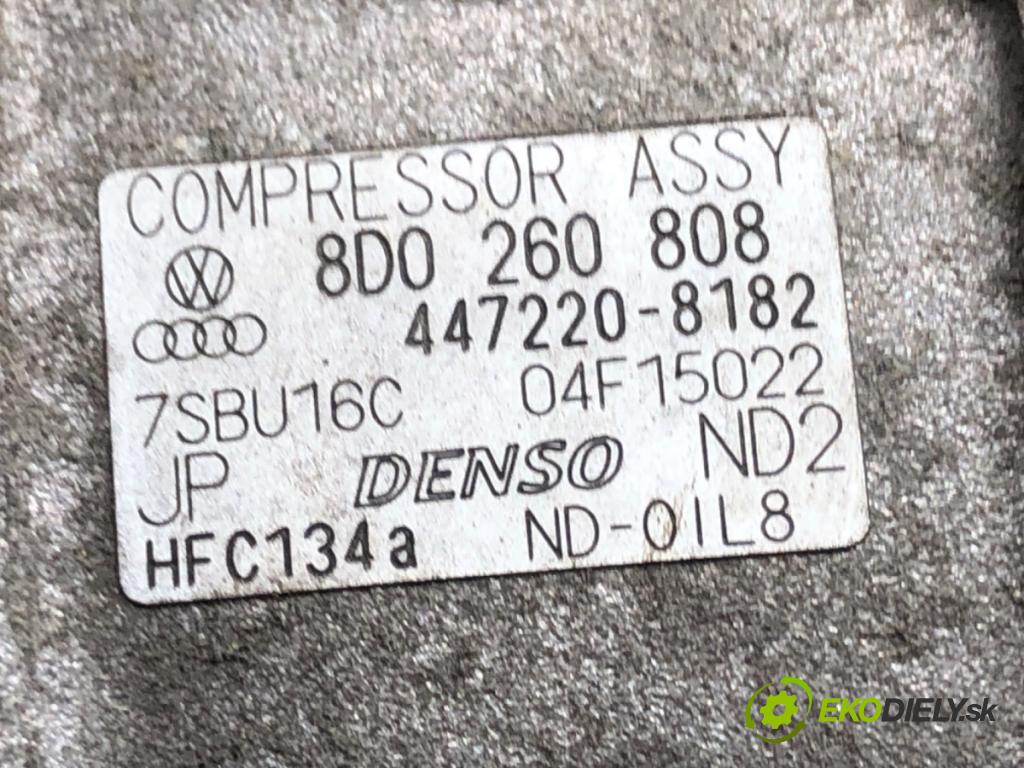 COMPRESSOR ASSY
8D0 260 808
447220-8182
7SBU16C 04F15022
JP DENSO ND2
HFC134a ND-OIL8
EKODIELY.sk